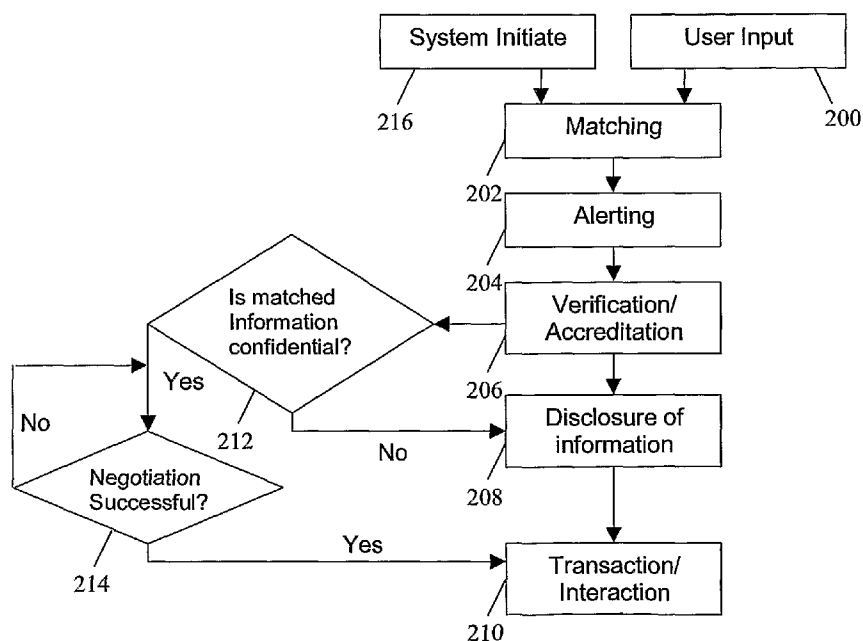 System Initiate
User Input
216
200
Matching
202
Alerting
204
Is matched
Information
confidential?
Verification/
Accreditation
206
Yes
212
No
No
Disclosure of
information
208
Negotiation
Successful?
214
Yes
Transaction/
Interaction
210